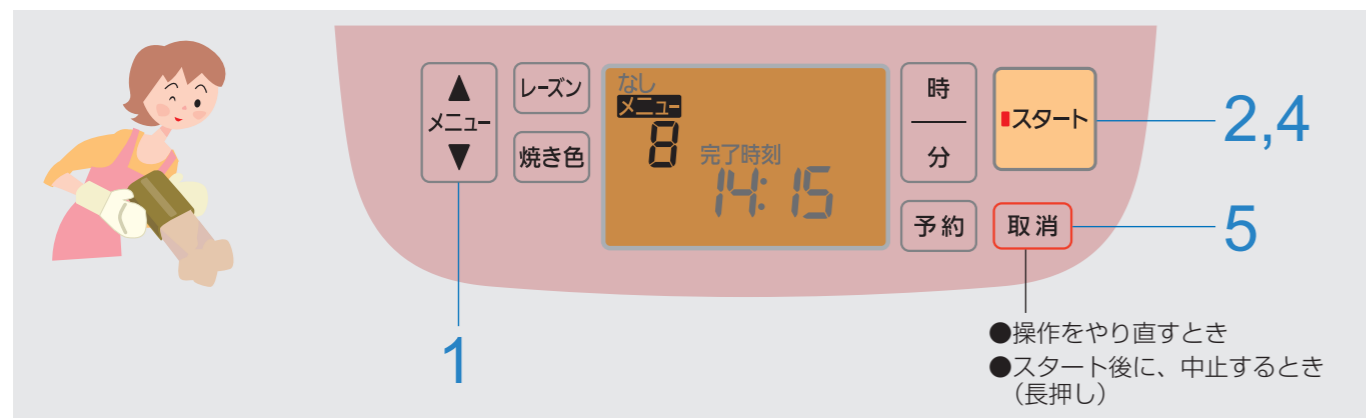 ▲
メニュー
▼
レーズン
焼き色
なし
メニュー
8
完了時刻
14:15
時
分
予約
スタート
取消
2,4
5
1
●操作をやり直すとき
●スタート後に、中止するとき
(長押し)